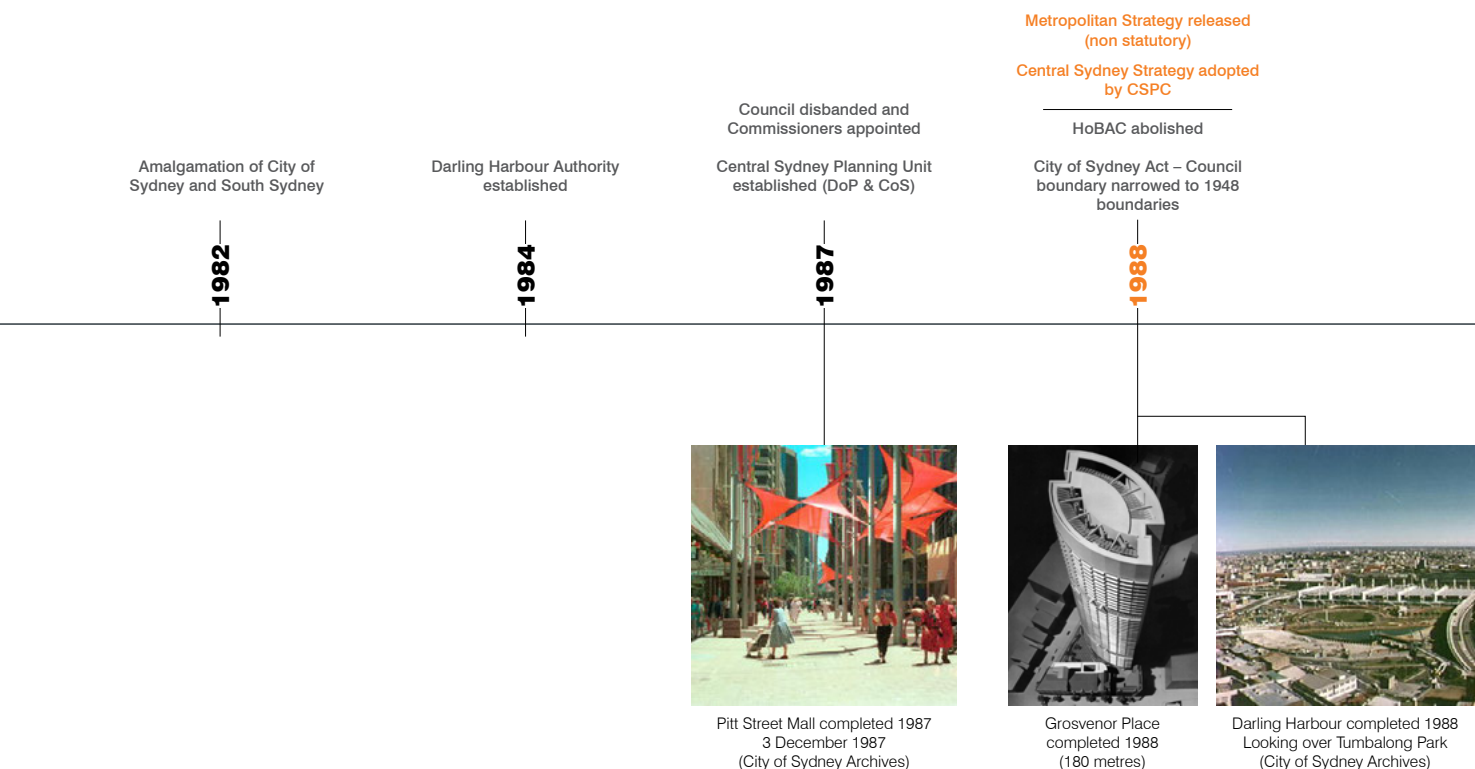 Amalgamation of City of
Sydney and South Sydney
1982
Darling Harbour Authority
established
1984
Council disbanded and
Commissioners appointed
Central Sydney Planning Unit
established (DoP & CoS)
1987
Pitt Street Mall completed 1987
3 December 1987
(City of Sydney Archives)
Metropolitan Strategy released
(non statutory)
Central Sydney Strategy adopted
by CSPC
HoBAC abolished
City of Sydney Act – Council
boundary narrowed to 1948
boundaries
1988
Grosvenor Place
completed 1988
(180 metres)
Darling Harbour completed 1988
Looking over Tumbalong Park
(City of Sydney Archives)